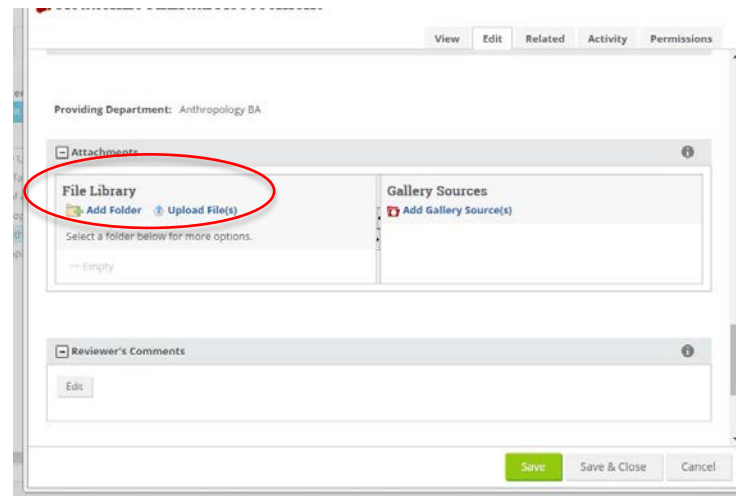 View Edit Related Activity Permissions
Providing Department: Anthropology BA
Attachments
File Library
Add Folder Upload File(s)
Select a folder below for more options.
Empty
Gallery Sources
Add Gallery Source(s)
Reviewer's Comments
Edit
Save Save & Close Cancel